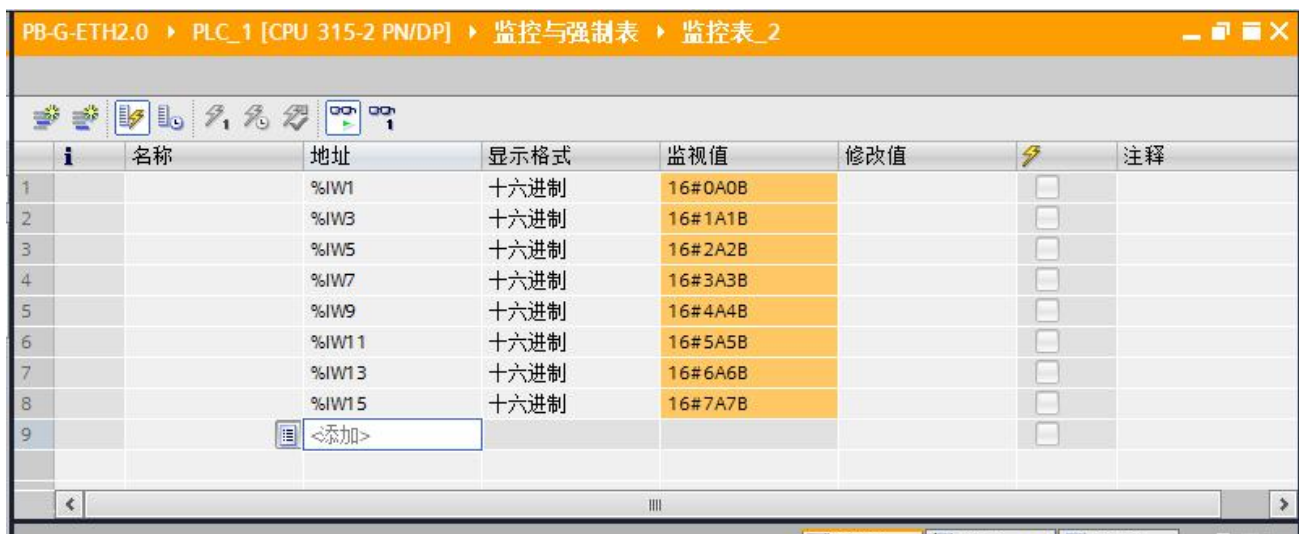 PB-G-ETH2.0 ▸ PLC_1 [CPU 315-2 PN/DP] ▸ 监控与强制表 ▸ 监控表_2
i 名称 地址 显示格式 监视值 修改值 注释
1 %IW1 十六进制 16#0A0B
2 %IW3 十六进制 16#1A1B
3 %IW5 十六进制 16#2A2B
4 %IW7 十六进制 16#3A3B
5 %IW9 十六进制 16#4A4B
6 %IW11 十六进制 16#5A5B
7 %IW13 十六进制 16#6A6B
8 %IW15 十六进制 16#7A7B
9 <添加>